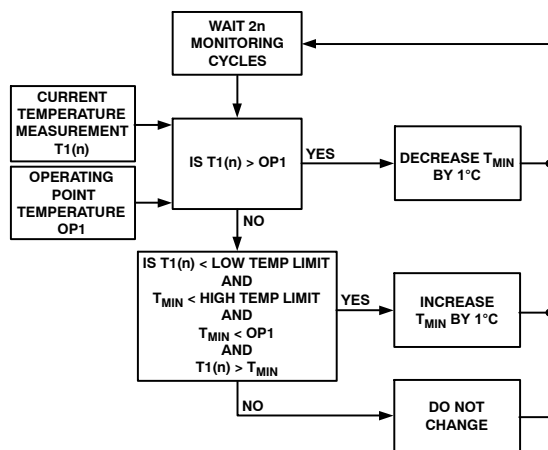 WAIT 2n
MONITORING
CYCLES
CURRENT
TEMPERATURE
MEASUREMENT
T1(n)
OPERATING
POINT
TEMPERATURE
OP1
IS T1(n) > OP1
YES
DECREASE TMIN
BY 1°C
NO
IS T1(n) < LOW TEMP LIMIT
AND
TMIN < HIGH TEMP LIMIT
AND
TMIN < OP1
AND
T1(n) > TMIN
YES
INCREASE
TMIN BY 1°C
NO
DO NOT
CHANGE